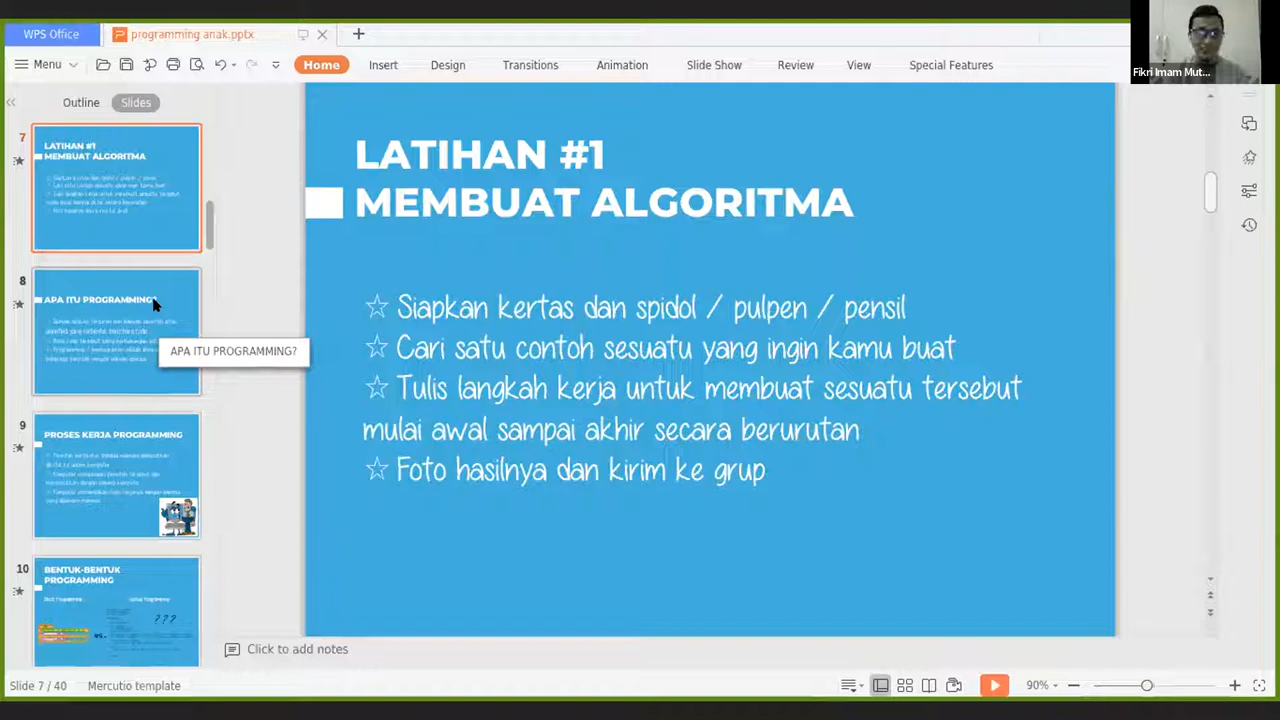 WPS Office
programming anak.pptx
Menu
Home
Insert
Design
Transitions
Animation
Slide Show
Review
View
Special Features
Fikri Imam Mut...
Outline
Slides
7
LATIHAN #1
MEMBUAT ALGORITMA
8
APA ITU PROGRAMMING?
APA ITU PROGRAMMING?
9
PROSES KERJA PROGRAMMING
10
BENTUK-BENTUK
PROGRAMMING
???
LATIHAN #1
MEMBUAT ALGORITMA
☆ Siapkan kertas dan spidol / pulpen / pensil
☆ Cari satu contoh sesuatu yang ingin kamu buat
☆ Tulis langkah kerja untuk membuat sesuatu tersebut
mulai awal sampai akhir secara berurutan
☆ Foto hasilnya dan kirim ke grup
Click to add notes
Slide 7 / 40
Mercutio template
90%